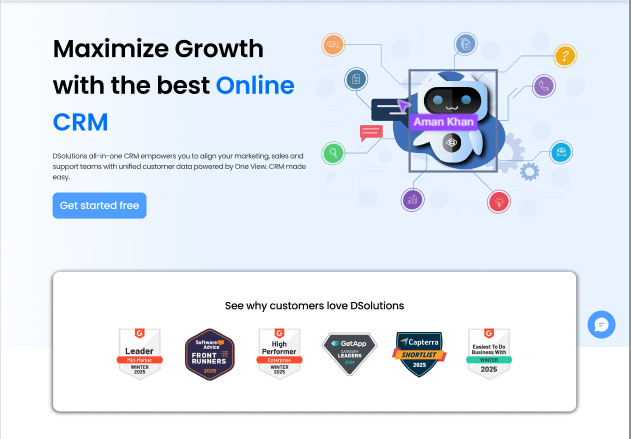 Maximize Growth
with the best Online
CRM
DSolutions all-in-one CRM empowers you to align your marketing, sales and
support teams with unified customer data powered by One View. CRM made
easy.
Get started free
?
Aman Khan
See why customers love DSolutions
Leader
Mid-Market
WINTER
2025
Software
Advice
FRONT
RUNNERS
2025
High
Performer
Enterprise
WINTER
2025
GetApp
CATEGORY
LEADERS
Capterra
SHORTLIST
2025
Easiest To Do
Business With
WINTER
2025